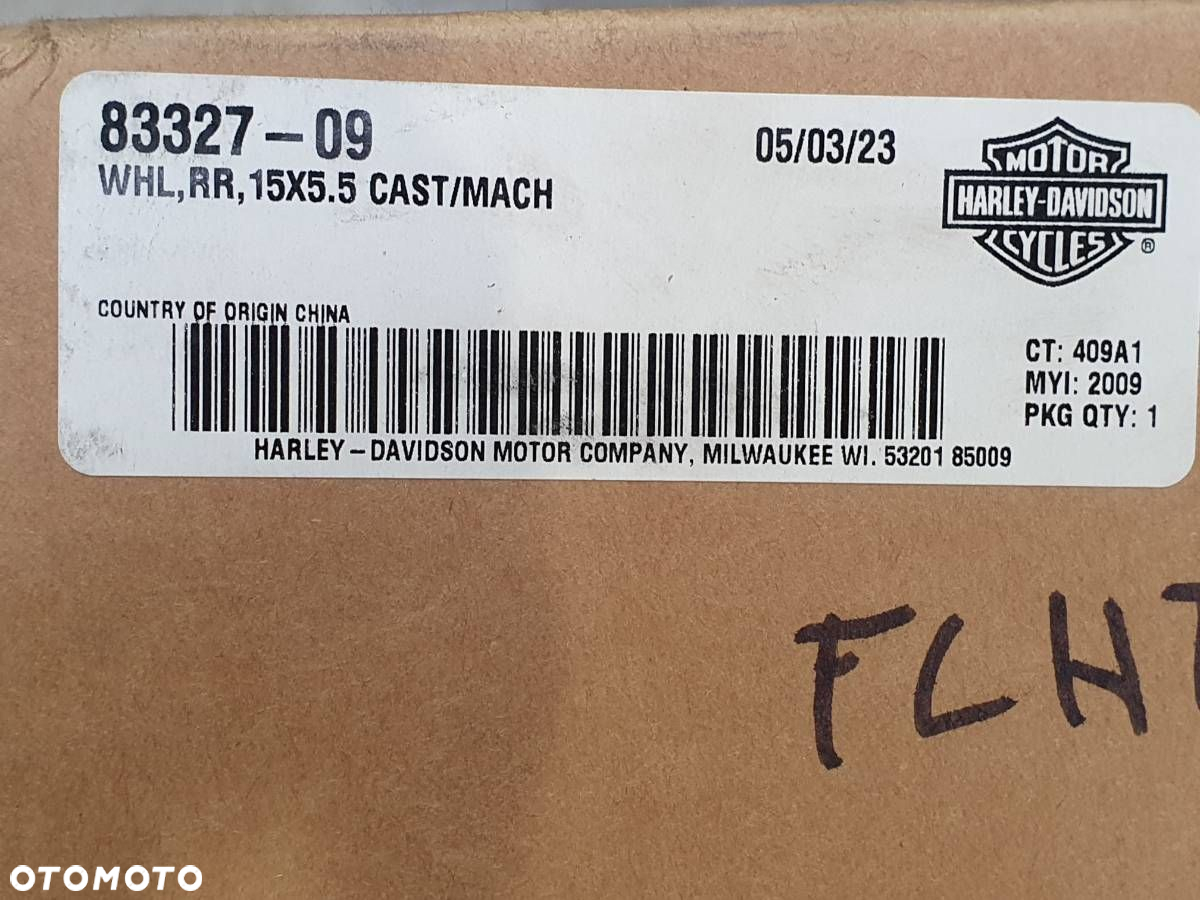 83327-09
05/03/23
WHL,RR,15X5.5 CAST/MACH
MOTOR
HARLEY-DAVIDSON
CYCLES
®
COUNTRY OF ORIGIN CHINA
CT: 409A1
MYI: 2009
PKG QTY: 1
HARLEY-DAVIDSON MOTOR COMPANY, MILWAUKEE WI. 53201 85009
FLHT
OTOMOTO